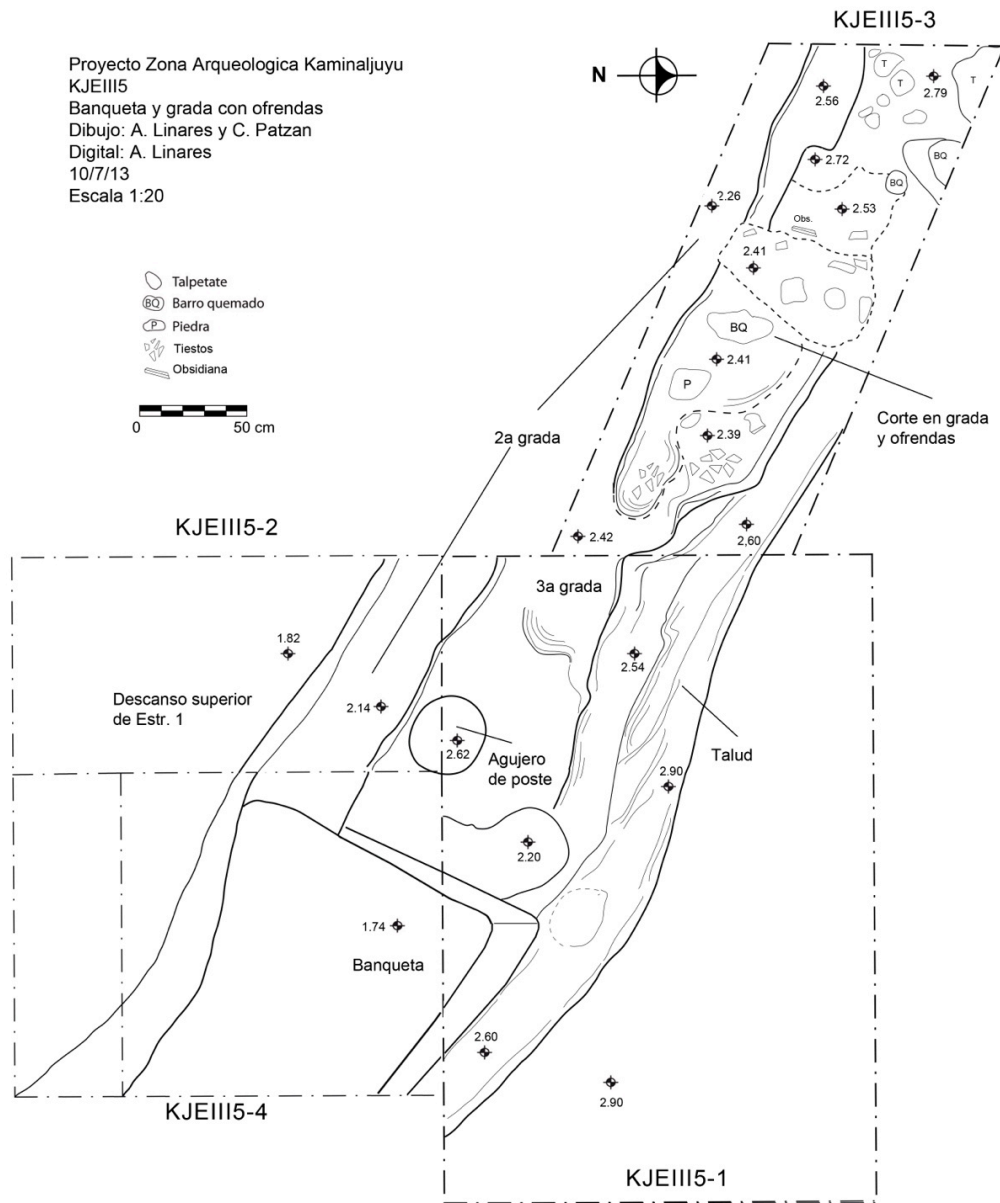 KJEIII5-3
Proyecto Zona Arqueologica Kaminaljuyu
KJEIII5
Banqueta y grada con ofrendas
Dibujo: A. Linares y C. Patzan
Digital: A. Linares
10/7/13
Escala 1:20
N
T
T
T
2.56
2.79
2.72
BQ
BQ
2.26
2.53
Obs.
2.41
Talpetate
BQ Barro quemado
P Piedra
Tiestos
Obsidiana
0 50 cm
BQ
2.41
P
Corte en grada
y ofrendas
2a grada
2.39
KJEIII5-2
2.42
2,60
3a grada
1.82
2.54
Descanso superior
de Estr. 1
2.14
2.62
Agujero
de poste
Talud
2.90
2.20
1.74
Banqueta
2.60
2.90
KJEIII5-4
KJEIII5-1